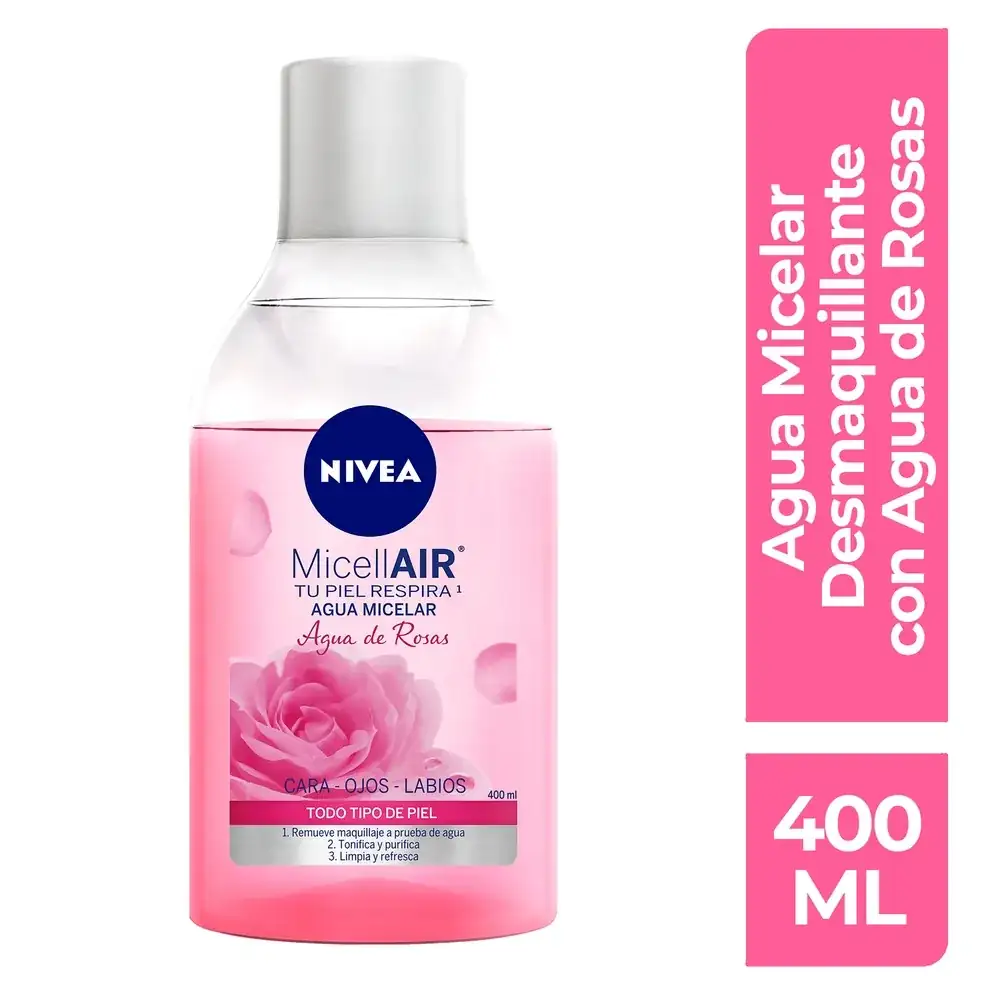 NIVEA
MicellAIR®
TU PIEL RESPIRA ¹
AGUA MICELAR
Agua de Rosas
CARA - OJOS - LABIOS
400 ml
TODO TIPO DE PIEL
1. Remueve maquillaje a prueba de agua
2. Tonifica y purifica
3. Limpia y refresca
Agua Micelar
Desmaquillante
con Agua de Rosas
400
ML